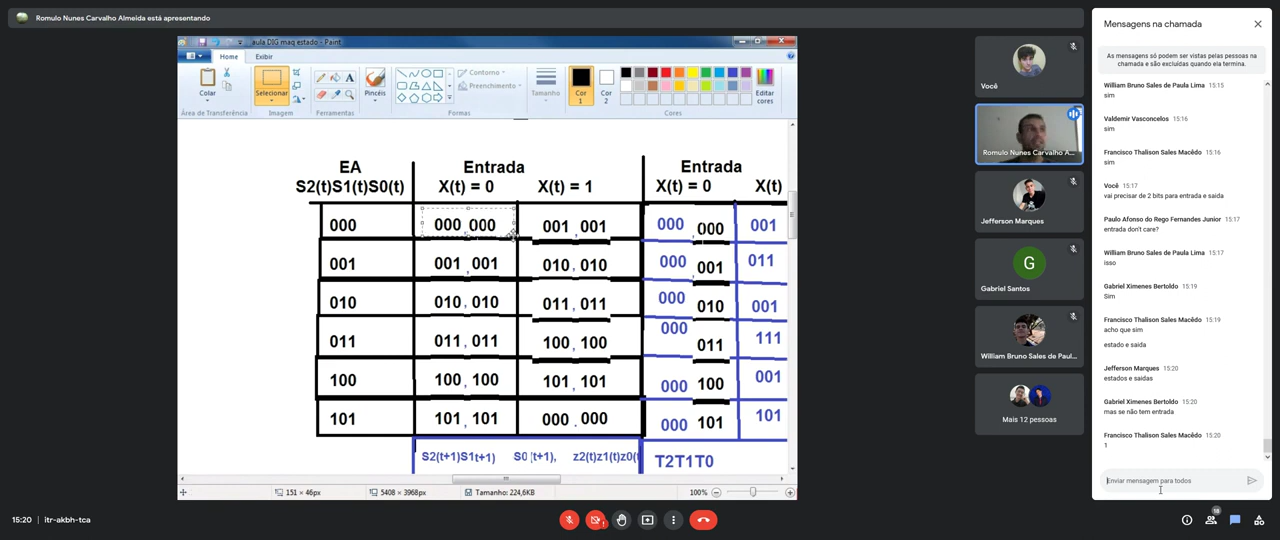 Romulo Nunes Carvalho Almeida está apresentando
aula DIG maq estado - Paint
Home
Exibir
Colar
Selecionar
Pincéis
Contorno
Preenchimento
Tamanho
Cor 1
Cor 2
Editar cores
Área de Transferência
Imagem
Ferramentas
Formas
Cores
EA
Entrada
Entrada
S2(t)S1(t)S0(t)
X(t) = 0
X(t) = 1
X(t) = 0
X(t)
000
000 , 000
001 , 001
000 , 000
001
001
001 , 001
010 , 010
000 , 001
011
010
010 , 010
011 , 011
000 010
001
011
011 , 011
100 , 100
000 011
111
100
100 , 100
101 , 101
000 100
001
101
101 , 101
000 . 000
000 101
101
S2(t+1)S1t+1)
S0 (t+1),
z2(t)z1(t)z0(t
T2T1T0
151 × 46px
5408 × 3968px
Tamanho: 224,6KB
100%
Você
Romulo Nunes Carvalho A...
Jefferson Marques
G
Gabriel Santos
William Bruno Sales de Paul...
Mais 12 pessoas
Mensagens na chamada
As mensagens só podem ser vistas pelas pessoas na
chamada e são excluídas quando ela termina.
William Bruno Sales de Paula Lima 15:15
sim
Valdemir Vasconcelos 15:16
sim
Francisco Thalison Sales Macêdo 15:16
sim
Você 15:17
vai precisar de 2 bits para entrada e saida
Paulo Afonso do Rego Fernandes Junior 15:17
entrada don't care?
William Bruno Sales de Paula Lima 15:17
isso
Gabriel Ximenes Bertoldo 15:19
Sim
Francisco Thalison Sales Macêdo 15:19
acho que sim
estado e saida
Jefferson Marques 15:20
estados e saidas
Gabriel Ximenes Bertoldo 15:20
mas se não tem entrada
Francisco Thalison Sales Macêdo 15:20
1
Enviar mensagem para todos
15:20 | itr-akbh-tca
18